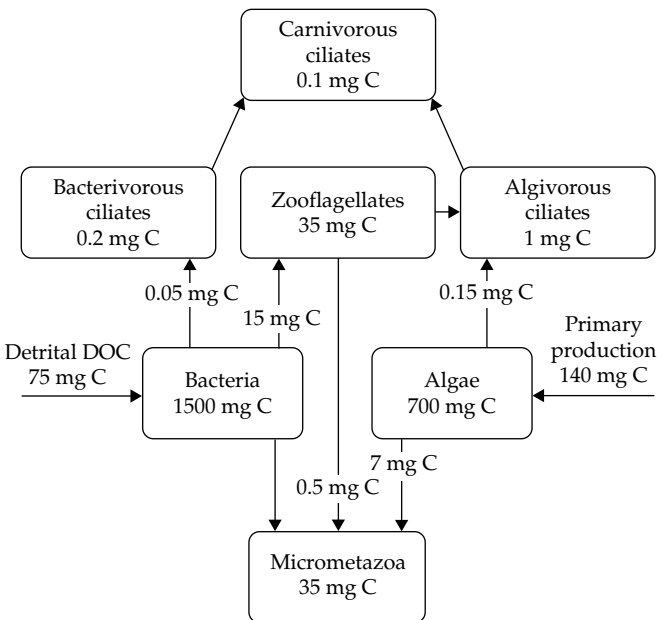 Carnivorous
ciliates
0.1 mg C
Bacterivorous
ciliates
0.2 mg C
Zooflagellates
35 mg C
Algivorous
ciliates
1 mg C
0.05 mg C
15 mg C
0.15 mg C
Detrital DOC
75 mg C
Bacteria
1500 mg C
Algae
700 mg C
Primary
production
140 mg C
7 mg C
0.5 mg C
Micrometazoa
35 mg C